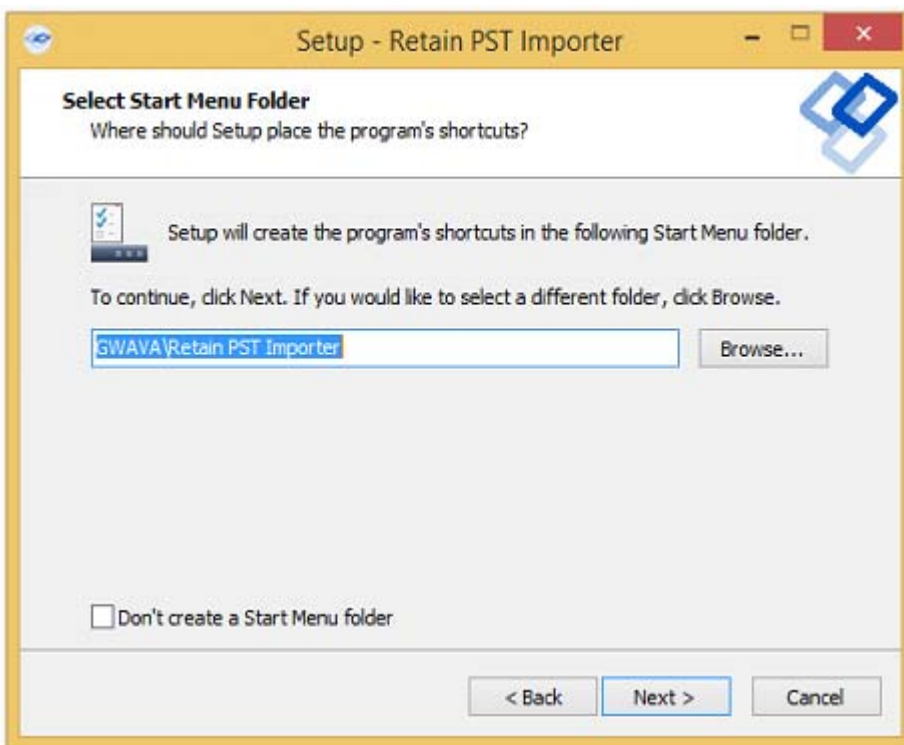 Setup - Retain PST Importer
Select Start Menu Folder
Where should Setup place the program's shortcuts?
Setup will create the program's shortcuts in the following Start Menu folder.
To continue, click Next. If you would like to select a different folder, click Browse.
GWAVA\Retain PST Importer
Browse...
Don't create a Start Menu folder
< Back
Next >
Cancel